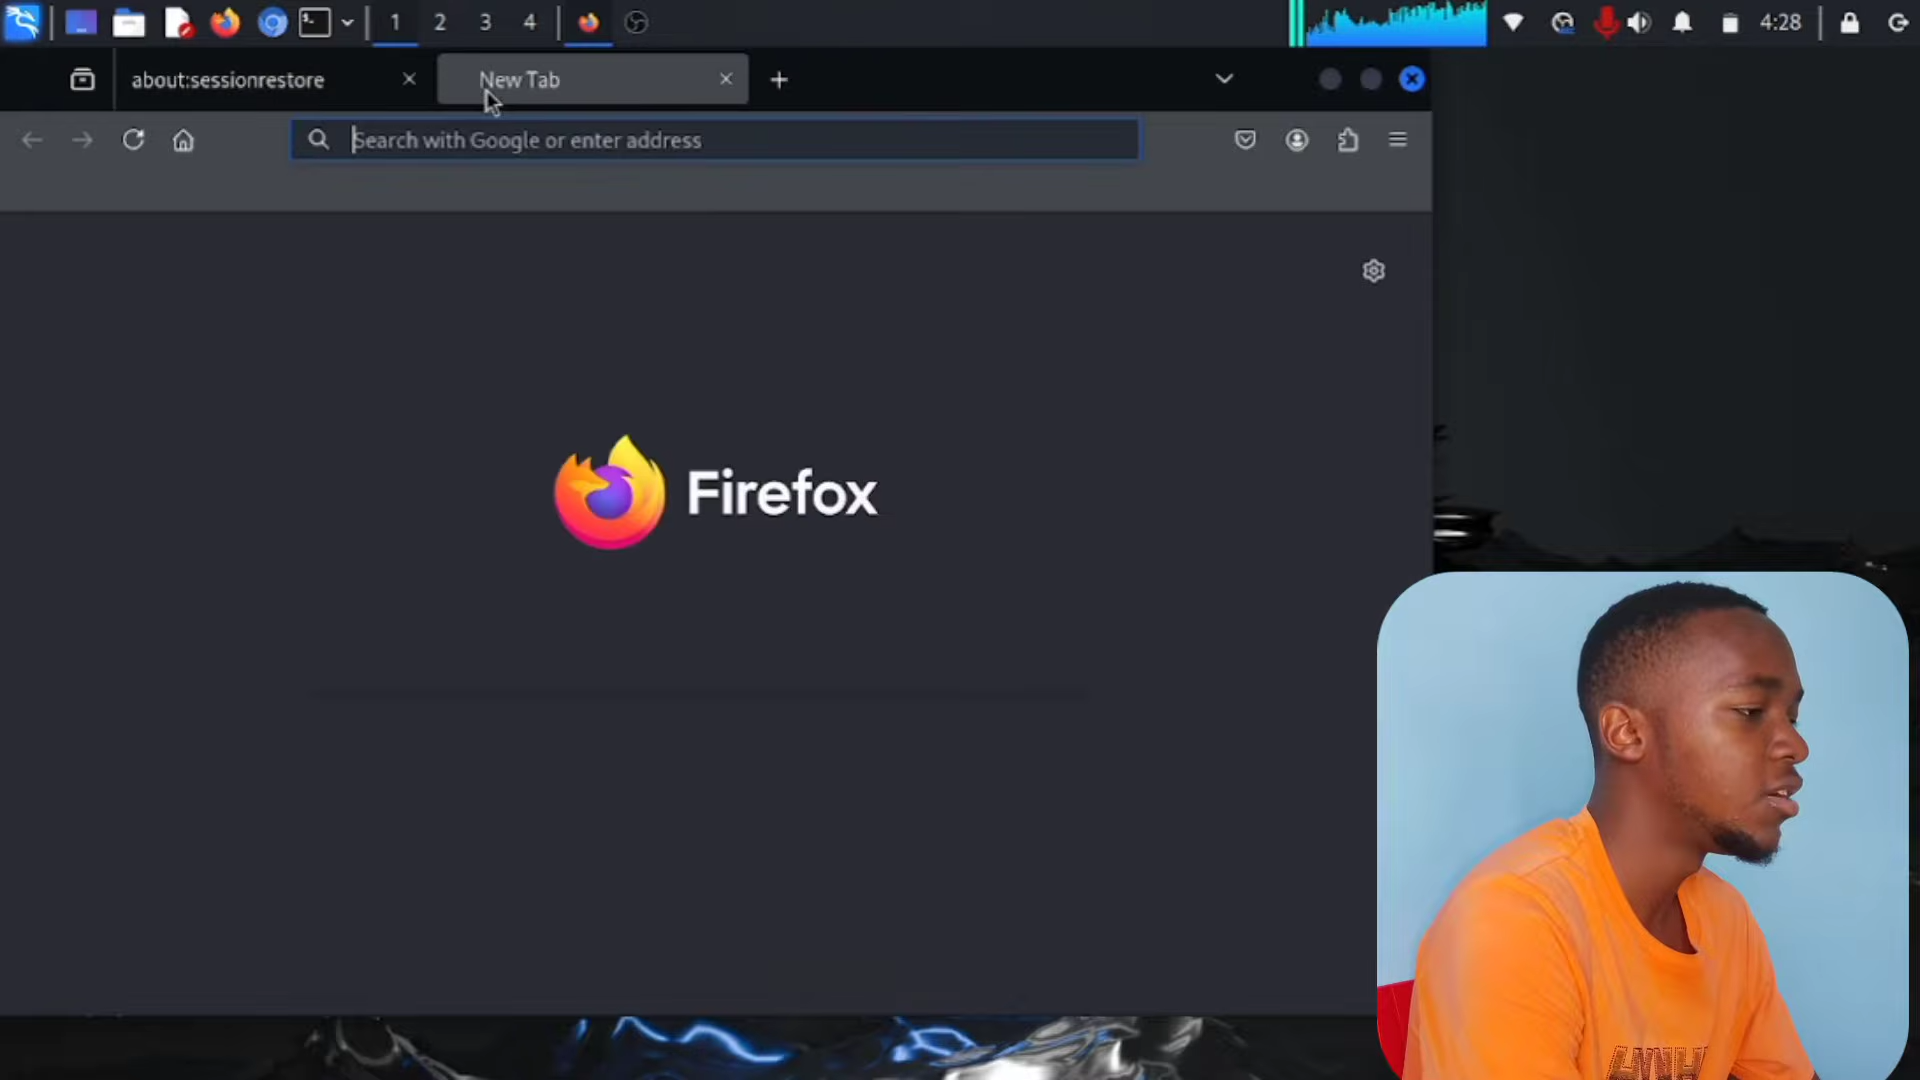 1 2 3 4
4:28
about:sessionrestore
New Tab
Search with Google or enter address
Firefox